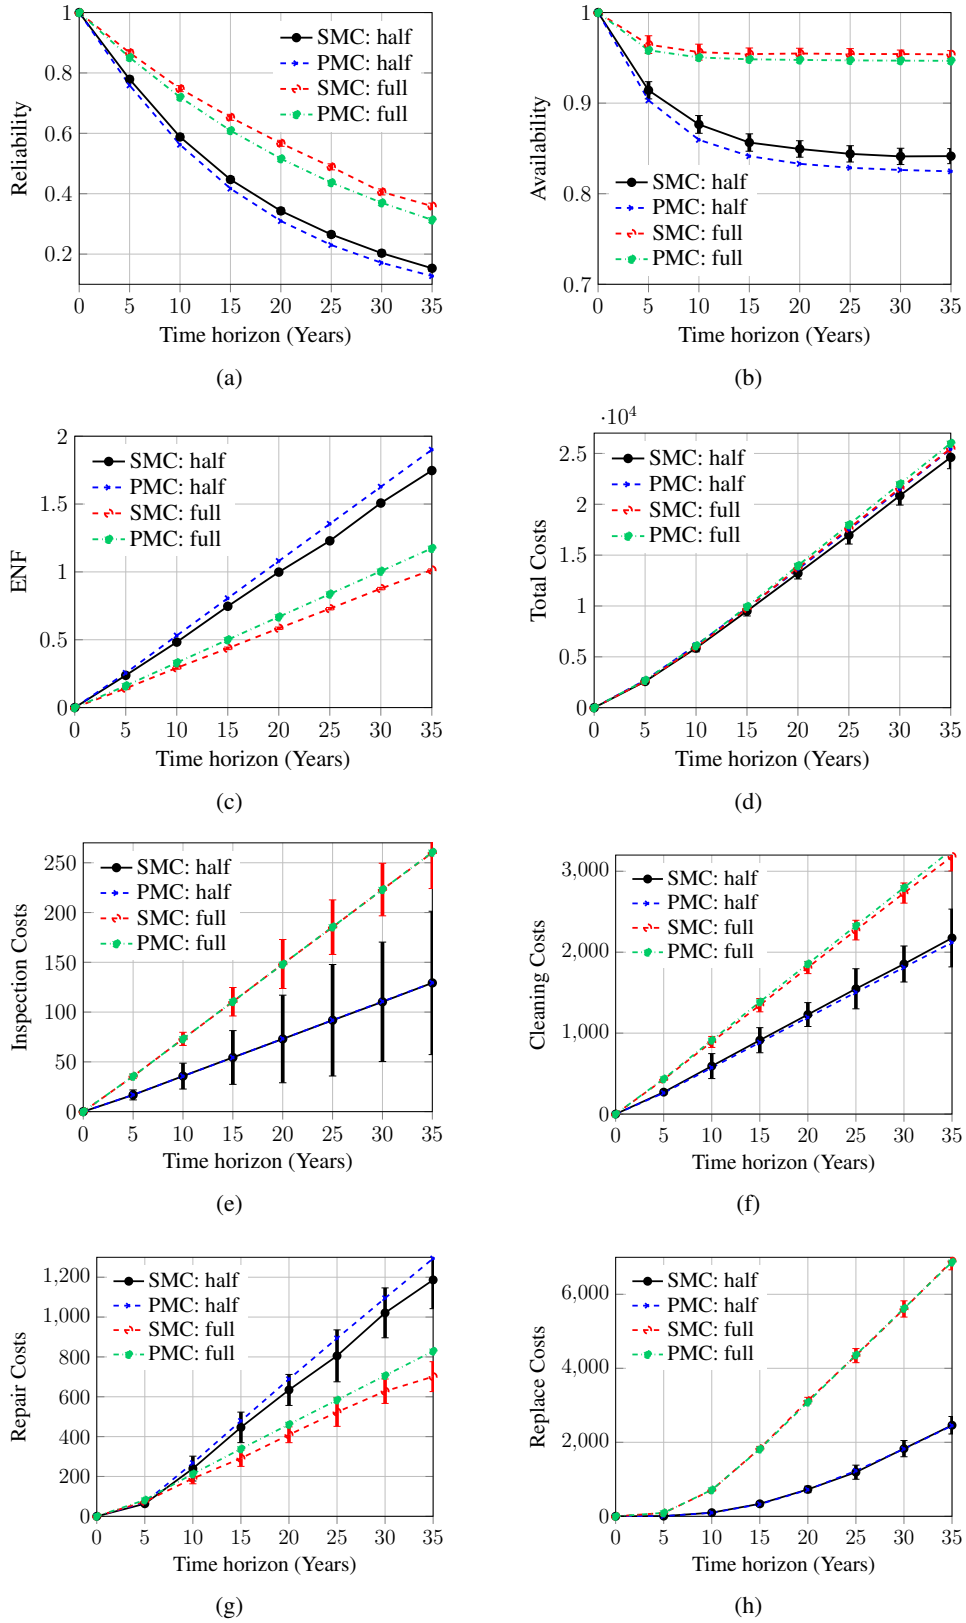 1
0.8
0.6
0.4
0.2
Reliability
SMC: half
PMC: half
SMC: full
PMC: full
0 5 10 15 20 25 30 35
Time horizon (Years)
(a)
1
0.9
0.8
0.7
Availability
SMC: half
PMC: half
SMC: full
PMC: full
0 5 10 15 20 25 30 35
Time horizon (Years)
(b)
2
1.5
1
0.5
0
ENF
SMC: half
PMC: half
SMC: full
PMC: full
0 5 10 15 20 25 30 35
Time horizon (Years)
(c)
·10⁴
2.5
2
1.5
1
0.5
0
Total Costs
SMC: half
PMC: half
SMC: full
PMC: full
0 5 10 15 20 25 30 35
Time horizon (Years)
(d)
250
200
150
100
50
0
Inspection Costs
SMC: half
PMC: half
SMC: full
PMC: full
0 5 10 15 20 25 30 35
Time horizon (Years)
(e)
3,000
2,000
1,000
0
Cleaning Costs
SMC: half
PMC: half
SMC: full
PMC: full
0 5 10 15 20 25 30 35
Time horizon (Years)
(f)
1,200
1,000
800
600
400
200
0
Repair Costs
SMC: half
PMC: half
SMC: full
PMC: full
0 5 10 15 20 25 30 35
Time horizon (Years)
(g)
6,000
4,000
2,000
0
Replace Costs
SMC: half
PMC: half
SMC: full
PMC: full
0 5 10 15 20 25 30 35
Time horizon (Years)
(h)